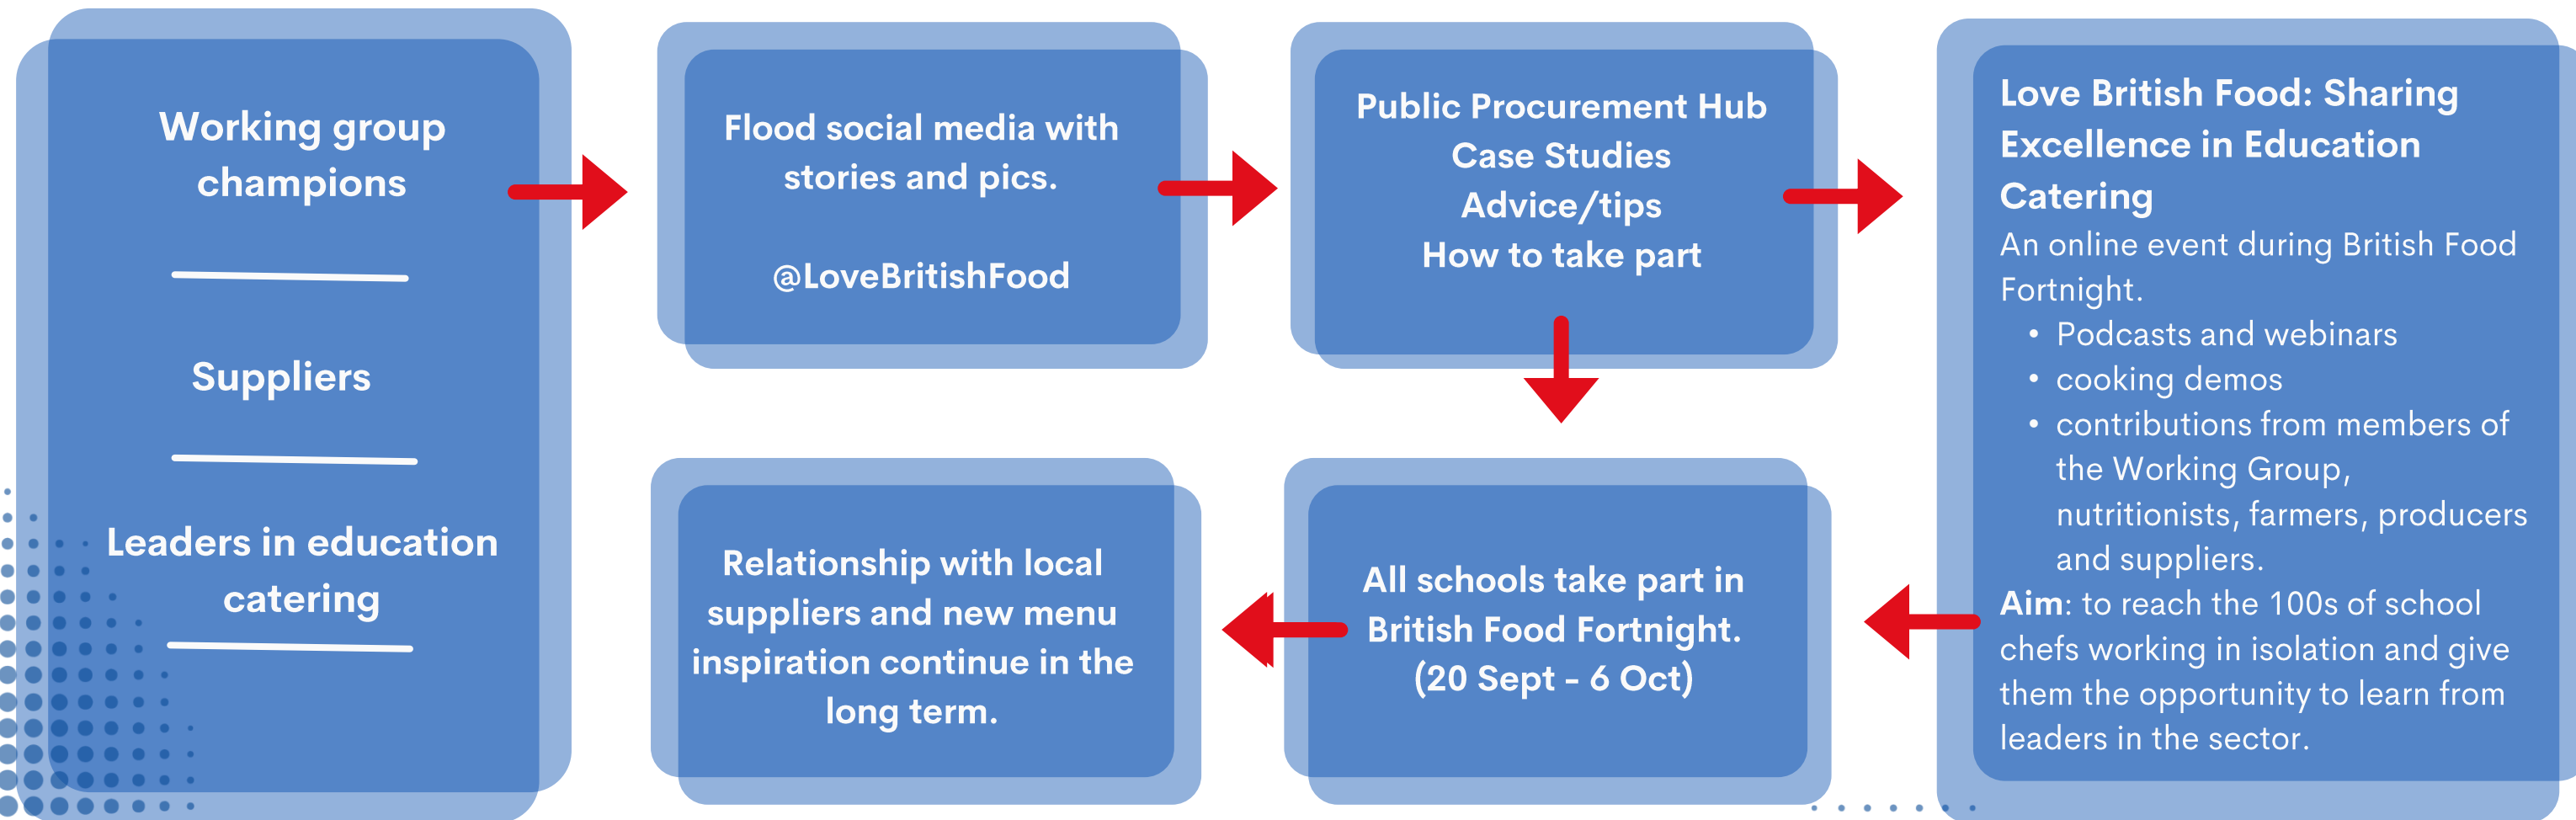 Working group
champions
Suppliers
Leaders in education
catering
Flood social media with
stories and pics.
@LoveBritishFood
Public Procurement Hub
Case Studies
Advice/tips
How to take part
Love British Food: Sharing
Excellence in Education
Catering
An online event during British Food
Fortnight.
• Podcasts and webinars
• cooking demos
• contributions from members of
the Working Group,
nutritionists, farmers, producers
and suppliers.
Aim: to reach the 100s of school
chefs working in isolation and give
them the opportunity to learn from
leaders in the sector.
All schools take part in
British Food Fortnight.
(20 Sept - 6 Oct)
Relationship with local
suppliers and new menu
inspiration continue in the
long term.